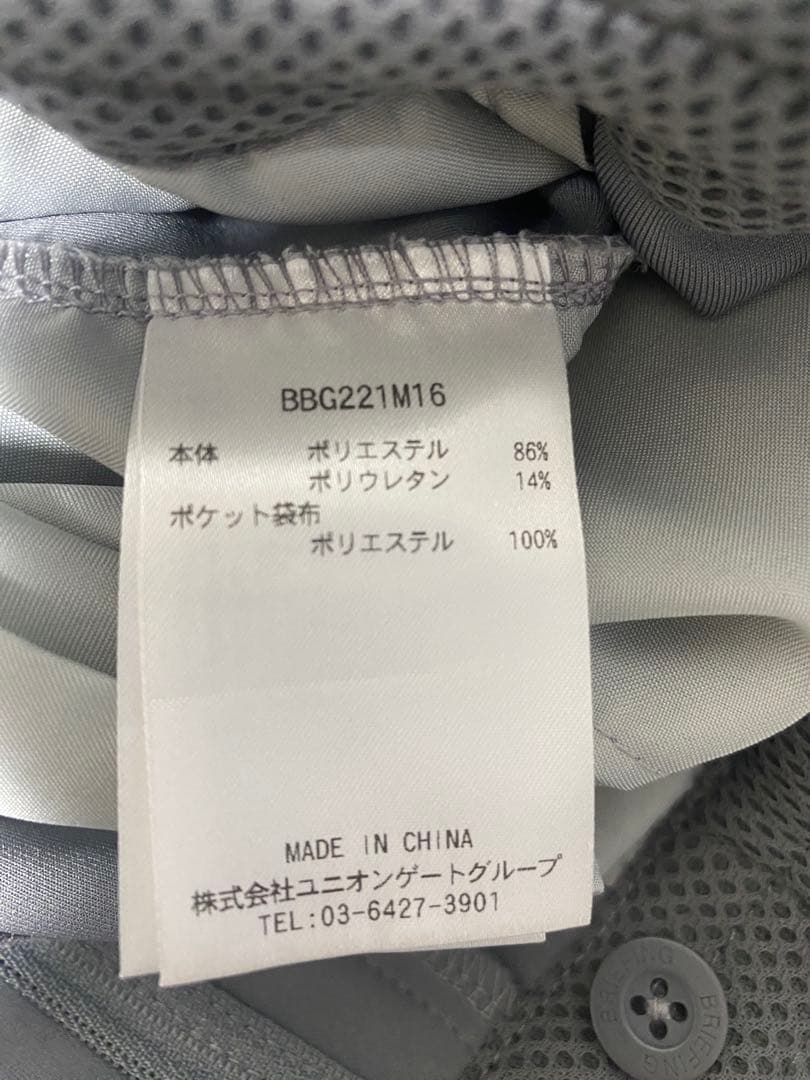 BBG221M16
本体 ポリエステル 86%
ポリウレタン 14%
ポケット袋布
ポリエステル 100%
MADE IN CHINA
株式会社ユニオンゲートグループ
TEL:03-6427-3901
BRIEFING BRIEFING